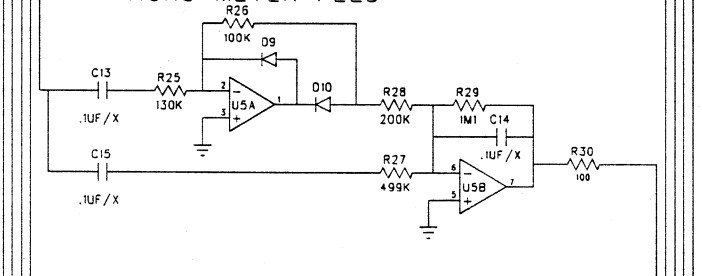 R26
100K
D9
C13
R25
2
-
U5A
1
D10
R28
R29
.1UF/X
130K
3
+
200K
1M1
C14
.1UF/X
C15
R27
R30
499K
6
-
U5B
7
100
5
+
.1UF/X